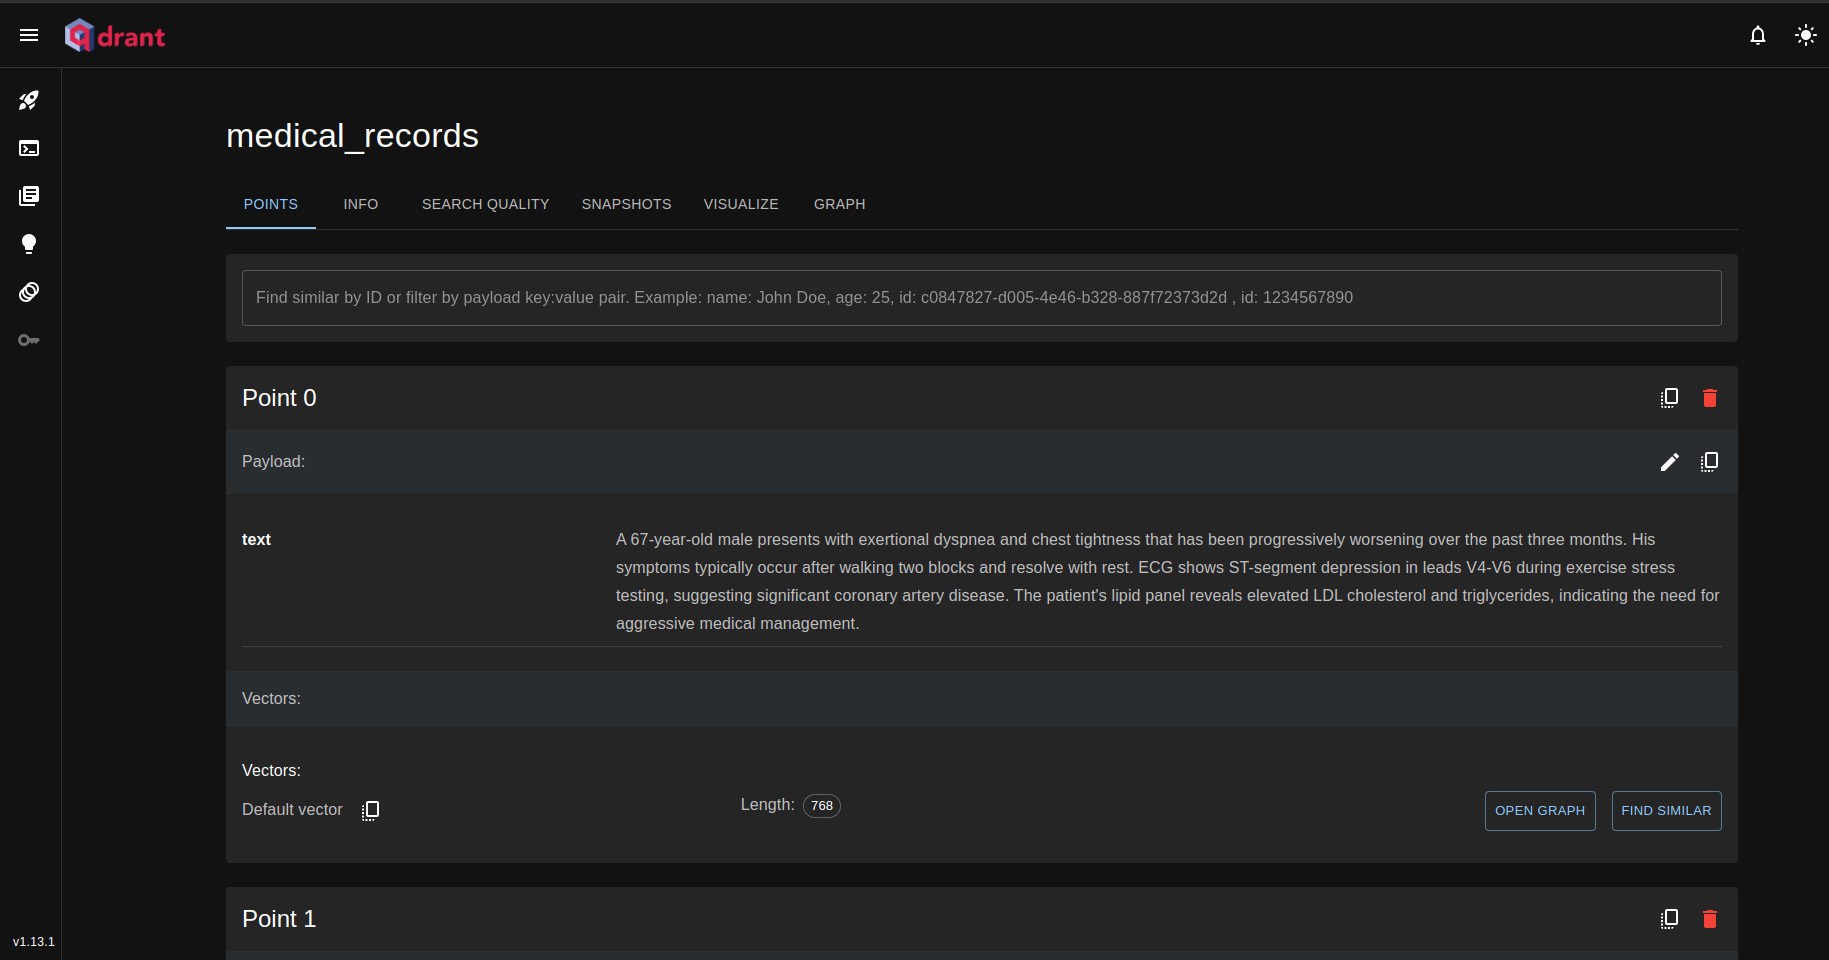 qdrant
medical_records
POINTS INFO SEARCH QUALITY SNAPSHOTS VISUALIZE GRAPH
Find similar by ID or filter by payload key:value pair. Example: name: John Doe, age: 25, id: c0847827-d005-4e46-b328-887f72373d2d , id: 1234567890
Point 0
Payload:
text
A 67-year-old male presents with exertional dyspnea and chest tightness that has been progressively worsening over the past three months. His
symptoms typically occur after walking two blocks and resolve with rest. ECG shows ST-segment depression in leads V4-V6 during exercise stress
testing, suggesting significant coronary artery disease. The patient's lipid panel reveals elevated LDL cholesterol and triglycerides, indicating the need for
aggressive medical management.
Vectors:
Vectors:
Default vector Length: 768 OPEN GRAPH FIND SIMILAR
Point 1
v1.13.1